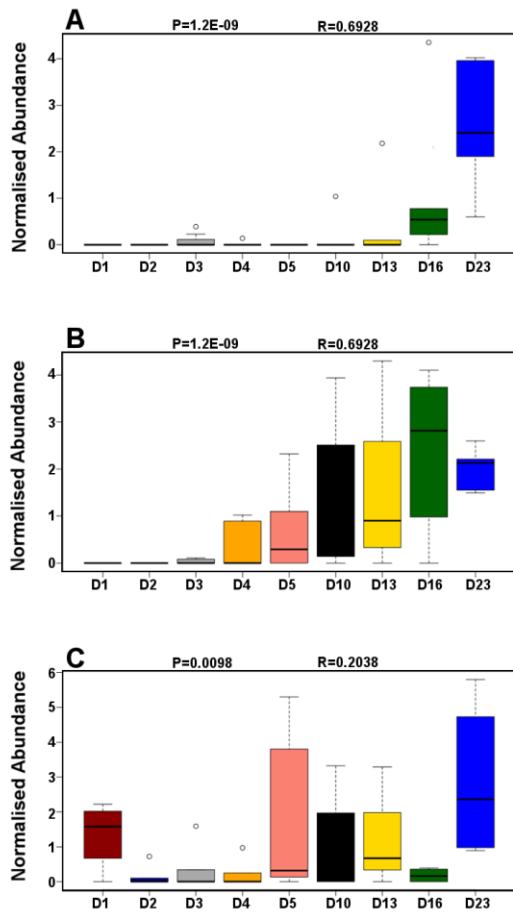 A
P=1.2E-09 R=0.6928
Normalised Abundance
4
3
2
1
0
D1 D2 D3 D4 D5 D10 D13 D16 D23
B
P=1.2E-09 R=0.6928
Normalised Abundance
4
3
2
1
0
D1 D2 D3 D4 D5 D10 D13 D16 D23
C
P=0.0098 R=0.2038
Normalised Abundance
6
5
4
3
2
1
0
D1 D2 D3 D4 D5 D10 D13 D16 D23